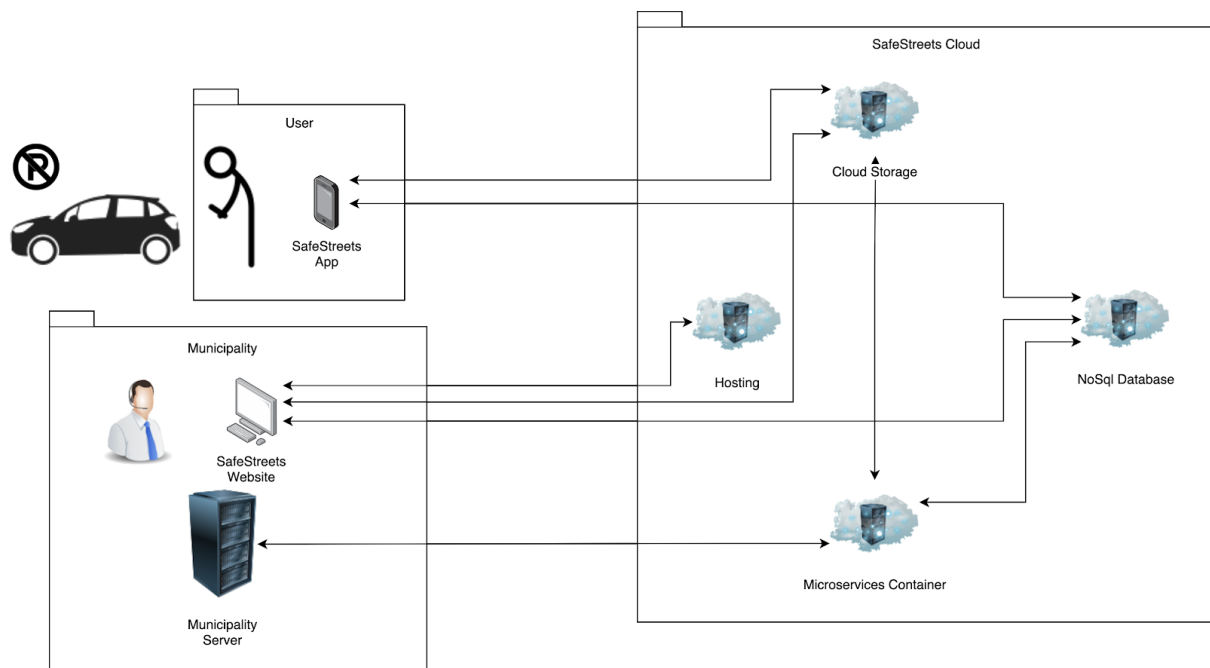 SafeStreets Cloud
User
SafeStreets
App
Cloud Storage
P
Municipality
Hosting
NoSql Database
SafeStreets
Website
Microservices Container
Municipality
Server